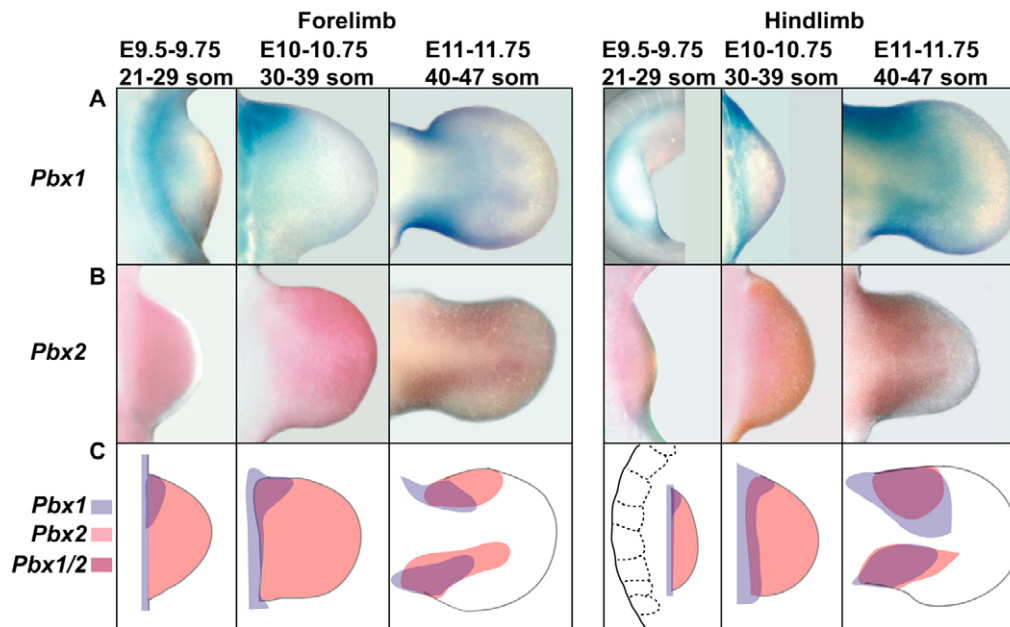 Forelimb
Hindlimb
E9.5-9.75 E10-10.75 E11-11.75 E9.5-9.75 E10-10.75 E11-11.75
21-29 som 30-39 som 40-47 som 21-29 som 30-39 som 40-47 som
A
Pbx1
B
Pbx2
C
Pbx1
Pbx2
Pbx1/2